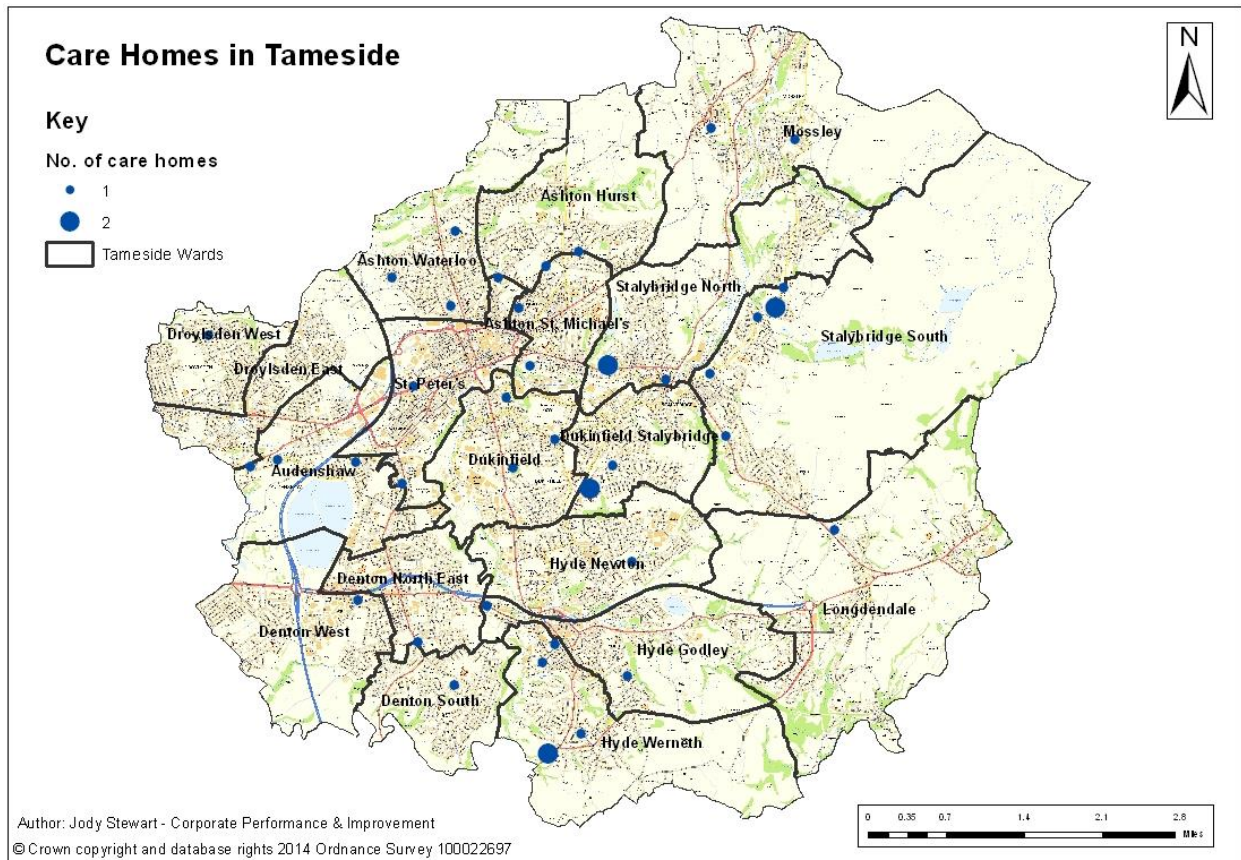 Care Homes in Tameside
N
Key
No. of care homes
1
2
Tameside Wards
Mossley
Ashton Hurst
Ashton Waterloo
Stalybridge North
Ashton St. Michael's
Droylsden West
Stalybridge South
Droylsden East
St. Peter's
Dukinfield Stalybridge
Dukinfield
Audenshaw
Hyde Newton
Denton North East
Longdendale
Denton West
Hyde Godley
Denton South
Hyde Werneth
Author: Jody Stewart - Corporate Performance & Improvement
© Crown copyright and database rights 2014 Ordnance Survey 100022697
0 0.35 0.7 1.4 2.1 2.8
Miles